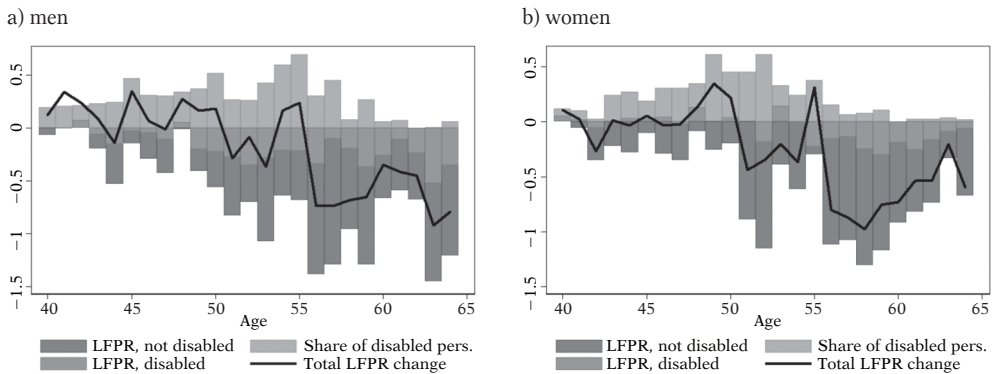 a) men
b) women
0.5
0
−0.5
−1
−1.5
40 45 50 55 60 65
Age
0.5
0
−0.5
−1
−1.5
40 45 50 55 60 65
Age
LFPR, not disabled Share of disabled pers.
LFPR, disabled Total LFPR change
LFPR, not disabled Share of disabled pers.
LFPR, disabled Total LFPR change